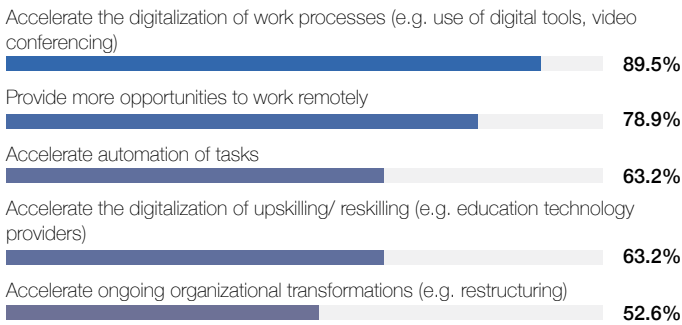 Accelerate the digitalization of work processes (e.g. use of digital tools, video
conferencing)
89.5%
Provide more opportunities to work remotely
78.9%
Accelerate automation of tasks
63.2%
Accelerate the digitalization of upskilling/ reskilling (e.g. education technology
providers)
63.2%
Accelerate ongoing organizational transformations (e.g. restructuring)
52.6%